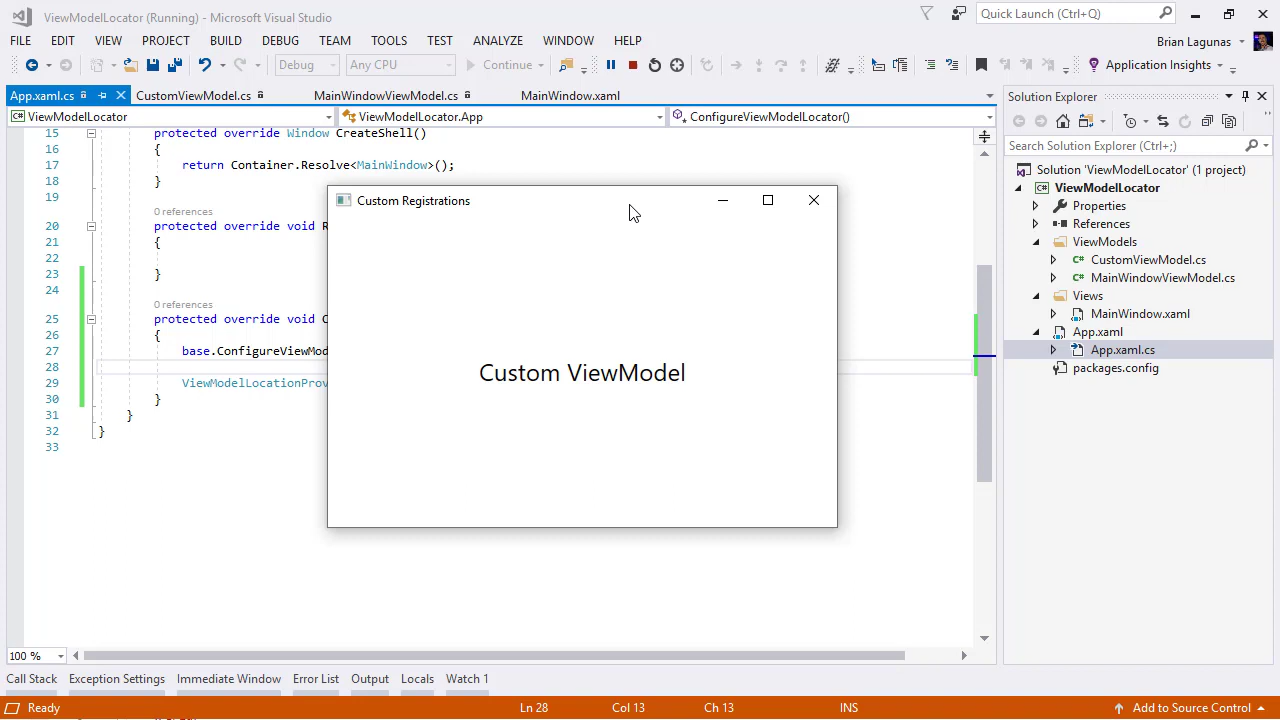 ViewModelLocator (Running) - Microsoft Visual Studio
Quick Launch (Ctrl+Q)
FILE EDIT VIEW PROJECT BUILD DEBUG TEAM TOOLS TEST ANALYZE WINDOW HELP
Brian Lagunas
Debug Any CPU Continue Application Insights
App.xaml.cs CustomViewModel.cs MainWindowViewModel.cs MainWindow.xaml
ViewModelLocator ViewModelLocator.App ConfigureViewModelLocator()
15 protected override Window CreateShell()
16 {
17 return Container.Resolve<MainWindow>();
18 }
19
0 references
20 protected override void R
21 {
22
23 }
24
0 references
25 protected override void C
26 {
27 base.ConfigureViewMod
28
29 ViewModelLocationProv
30 }
31 }
32 }
33
Custom Registrations
Custom ViewModel
Solution Explorer
Search Solution Explorer (Ctrl+;)
Solution 'ViewModelLocator' (1 project)
ViewModelLocator
Properties
References
ViewModels
CustomViewModel.cs
MainWindowViewModel.cs
Views
MainWindow.xaml
App.xaml
App.xaml.cs
packages.config
100 %
Call Stack Exception Settings Immediate Window Error List Output Locals Watch 1
Ready Ln 28 Col 13 Ch 13 INS Add to Source Control